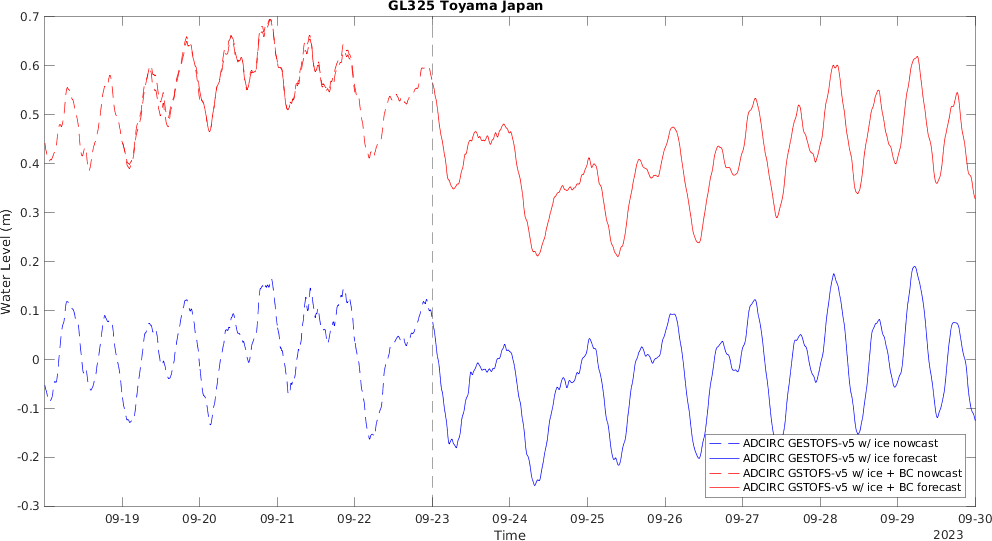 GL325 Toyama Japan
0.7
0.6
0.5
0.4
0.3
0.2
0.1
0
-0.1
-0.2
-0.3
Water Level (m)
09-19 09-20 09-21 09-22 09-23 09-24 09-25 09-26 09-27 09-28 09-29 09-30
Time
2023
ADCIRC GESTOFS-v5 w/ ice nowcast
ADCIRC GESTOFS-v5 w/ ice forecast
ADCIRC GSTOFS-v5 w/ ice + BC nowcast
ADCIRC GSTOFS-v5 w/ ice + BC forecast